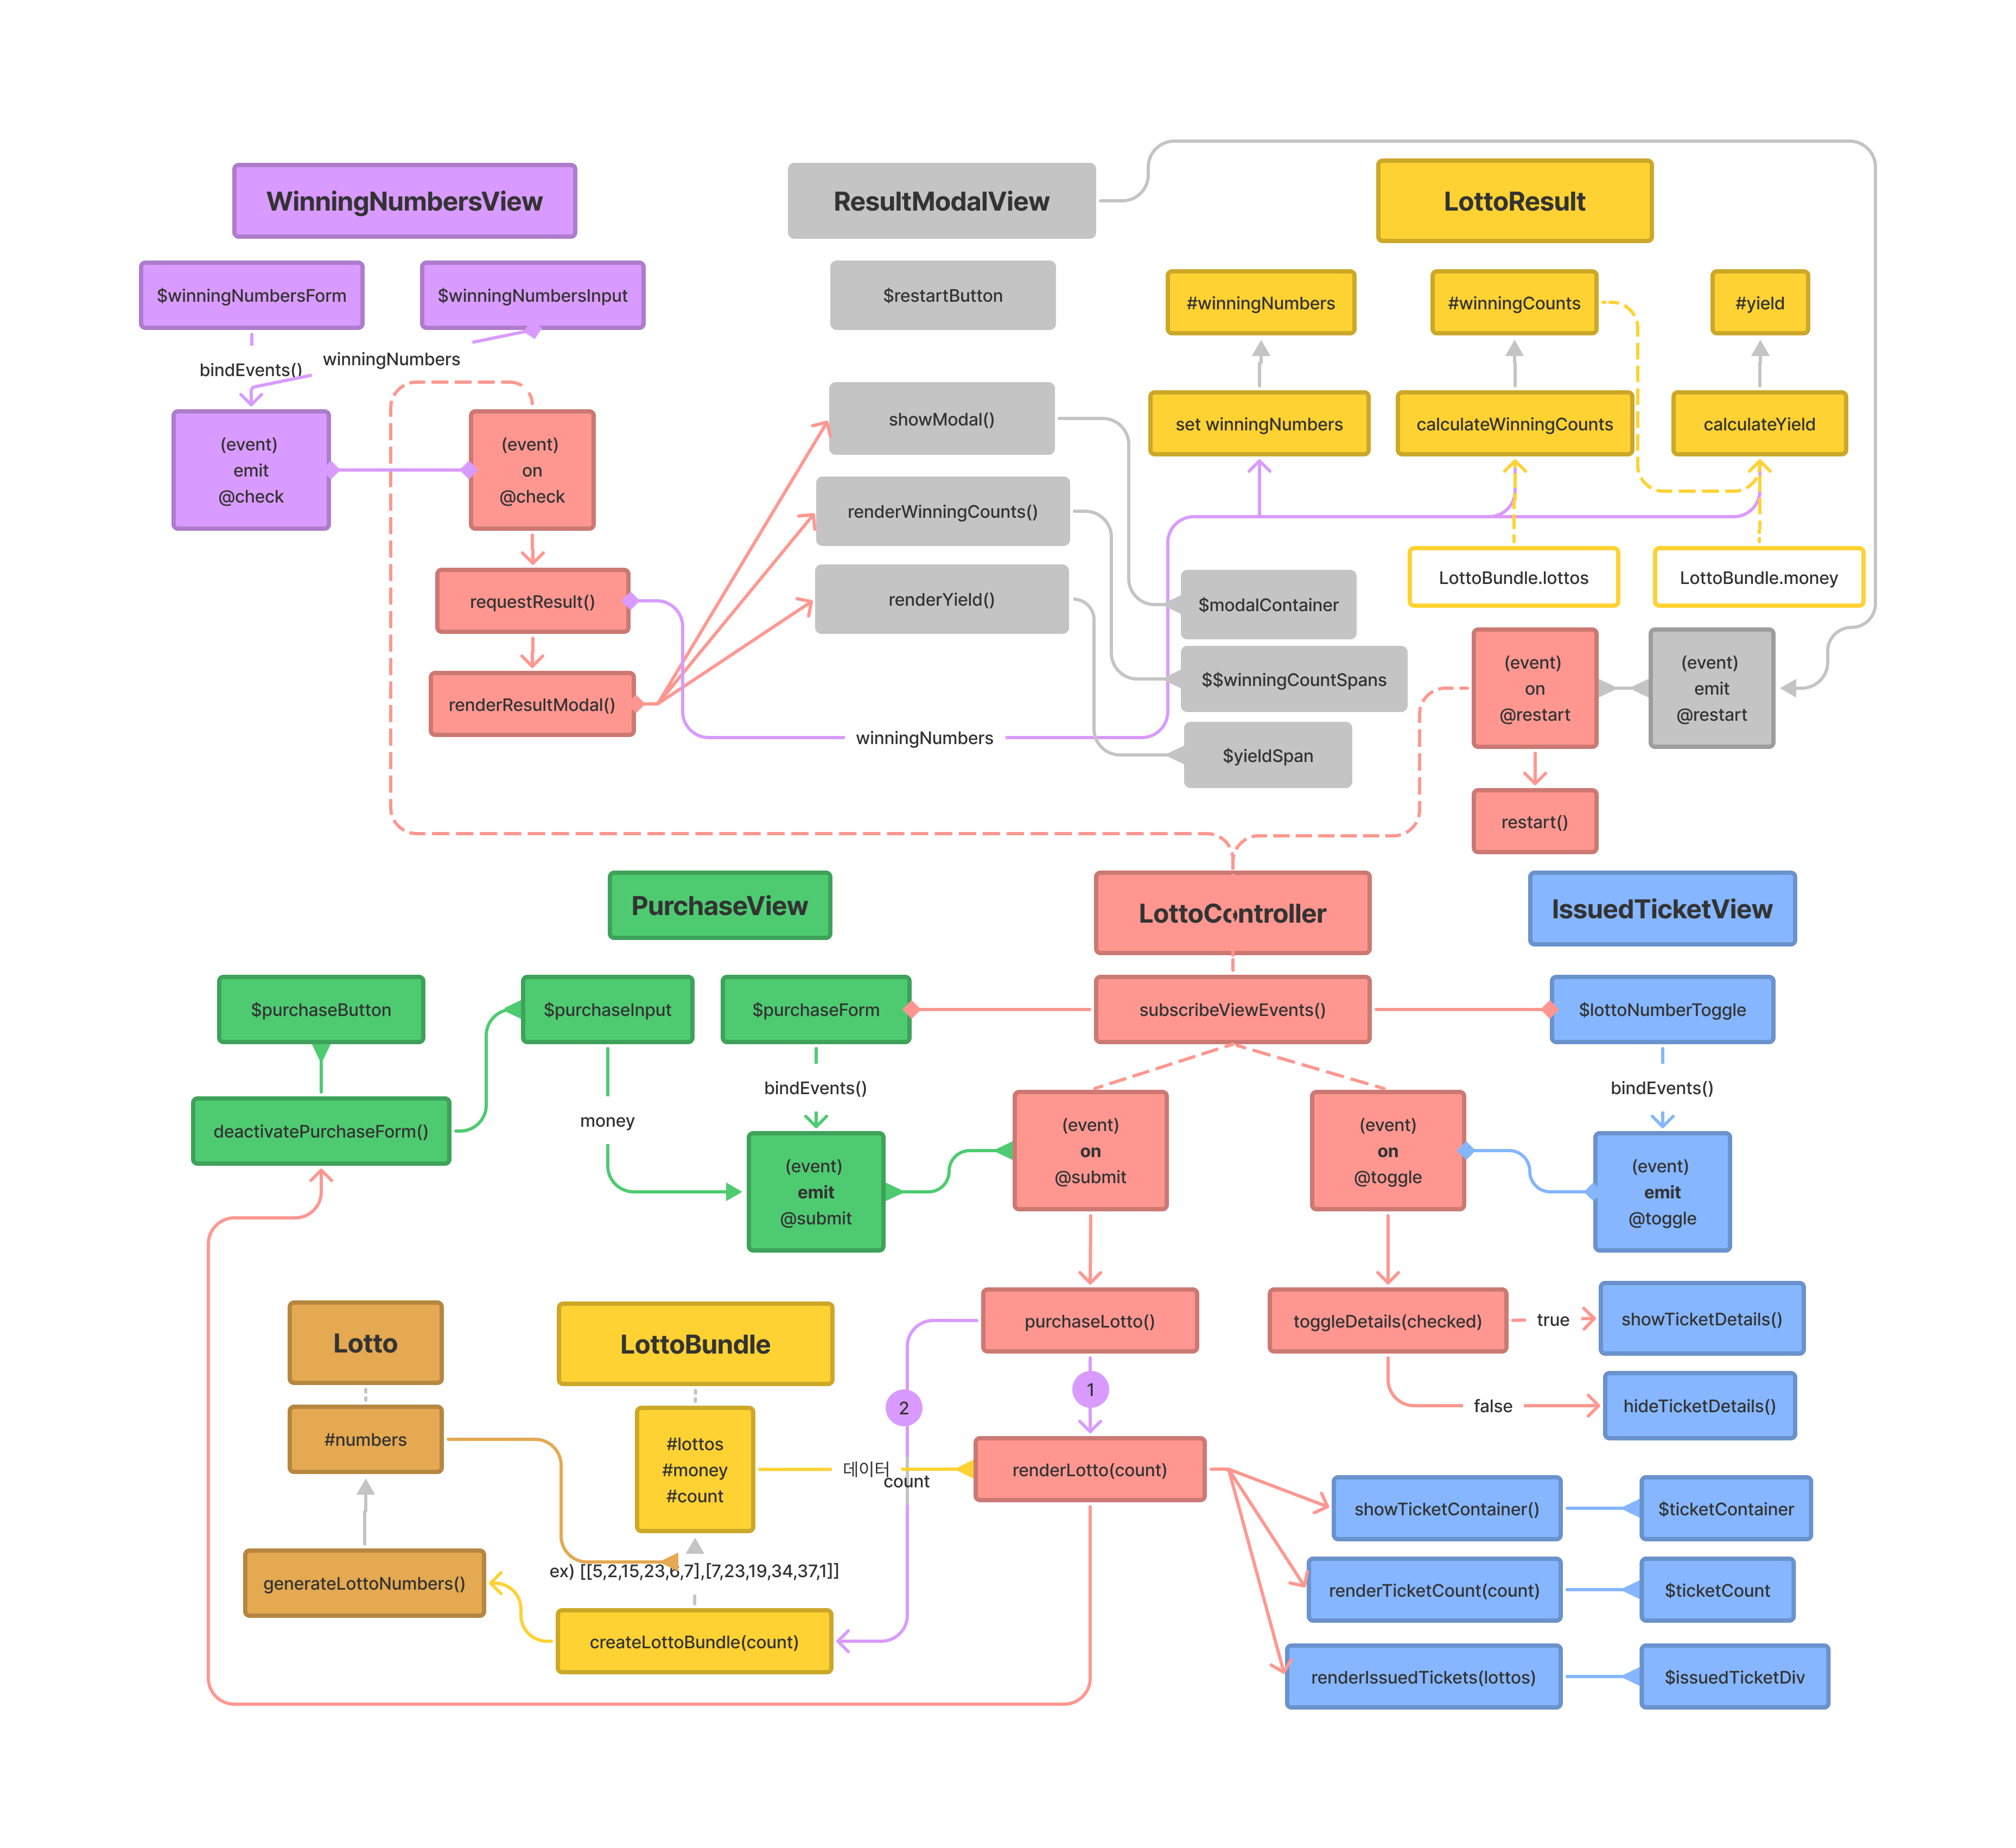 WinningNumbersView
ResultModalView
LottoResult
$winningNumbersForm
$winningNumbersInput
$restartButton
#winningNumbers
#winningCounts
#yield
bindEvents()
winningNumbers
(event)
emit
@check
(event)
on
@check
showModal()
set winningNumbers
calculateWinningCounts
calculateYield
renderWinningCounts()
requestResult()
renderYield()
$modalContainer
LottoBundle.lottos
LottoBundle.money
renderResultModal()
$$winningCountSpans
(event)
on
@restart
(event)
emit
@restart
winningNumbers
$yieldSpan
restart()
PurchaseView
LottoController
IssuedTicketView
$purchaseButton
$purchaseInput
$purchaseForm
subscribeViewEvents()
$lottoNumberToggle
bindEvents()
bindEvents()
deactivatePurchaseForm()
money
(event)
emit
@submit
(event)
on
@submit
(event)
on
@toggle
(event)
emit
@toggle
Lotto
LottoBundle
purchaseLotto()
toggleDetails(checked)
true
showTicketDetails()
1
2
false
hideTicketDetails()
#numbers
#lottos
#money
#count
데이터
count
renderLotto(count)
showTicketContainer()
$ticketContainer
generateLottoNumbers()
ex) [[5,2,15,23,6,7],[7,23,19,34,37,1]]
renderTicketCount(count)
$ticketCount
createLottoBundle(count)
renderIssuedTickets(lottos)
$issuedTicketDiv